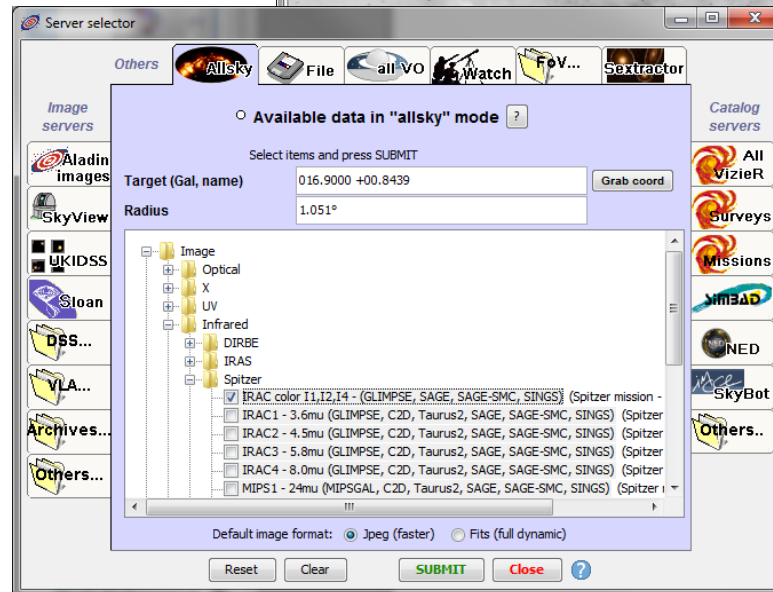 Server selector
Others
Allsky
File
all VO
Watch
FoV...
Sextractor
Image
servers
Aladin
images
SkyView
UKIDSS
Sloan
DSS...
VLA...
Archives...
Others...
Available data in "allsky" mode ?
Select items and press SUBMIT
Target (Gal, name) 016.9000 +00.8439 Grab coord
Radius 1.051°
Image
Optical
X
UV
Infrared
DIRBE
IRAS
Spitzer
IRAC color I1,I2,I4 - (GLIMPSE, SAGE, SAGE-SMC, SINGS) (Spitzer mission -
IRAC1 - 3.6mu (GLIMPSE, C2D, Taurus2, SAGE, SAGE-SMC, SINGS) (Spitzer
IRAC2 - 4.5mu (GLIMPSE, C2D, Taurus2, SAGE, SAGE-SMC, SINGS) (Spitzer
IRAC3 - 5.8mu (GLIMPSE, C2D, Taurus2, SAGE, SAGE-SMC, SINGS) (Spitzer
IRAC4 - 8.0mu (GLIMPSE, C2D, Taurus2, SAGE, SAGE-SMC, SINGS) (Spitzer
MIPS1 - 24mu (MIPSGAL, C2D, Taurus2, SAGE, SAGE-SMC, SINGS) (Spitzer
Default image format: Jpeg (faster) Fits (full dynamic)
Reset Clear SUBMIT Close ?
Catalog
servers
All
VizieR
Surveys
Missions
SIMBAD
NED
SkyBot
Others..